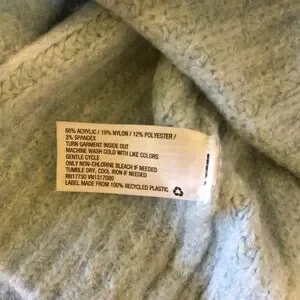 66% ACRYLIC / 19% NYLON / 12% POLYESTER /
3% SPANDEX
TURN GARMENT INSIDE OUT
MACHINE WASH COLD WITH LIKE COLORS
GENTLE CYCLE
ONLY NON-CHLORINE BLEACH IF NEEDED
TUMBLE DRY, COOL IRON IF NEEDED
RN17730 VN1317080
LABEL MADE FROM 100% RECYCLED PLASTIC